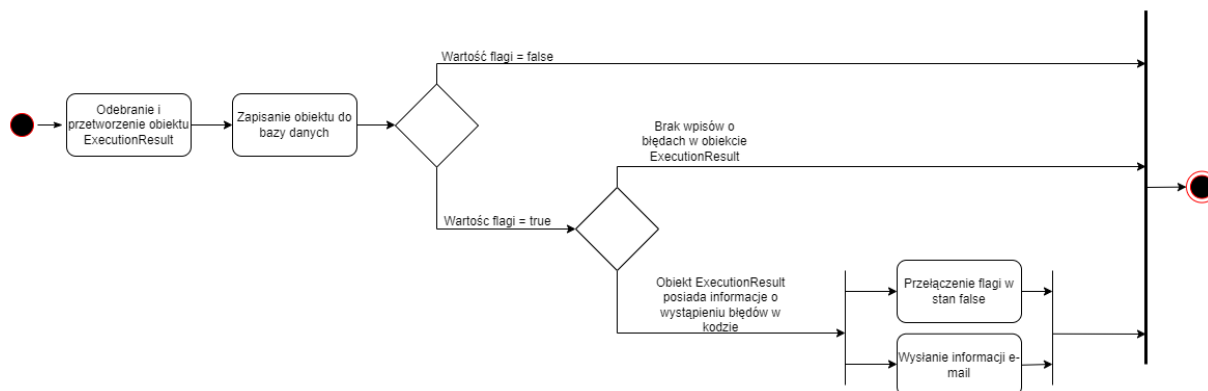 Wartość flagi = false
Odebranie i
przetworzenie obiektu
ExecutionResult
Zapisanie obiektu do
bazy danych
Brak wpisów o
błędach w obiekcie
ExecutionResult
Wartośc flagi = true
Obiekt ExecutionResult
posiada informacje o
wystąpieniu błędów w
kodzie
Przełączenie flagi w
stan false
Wysłanie informacji e-
mail